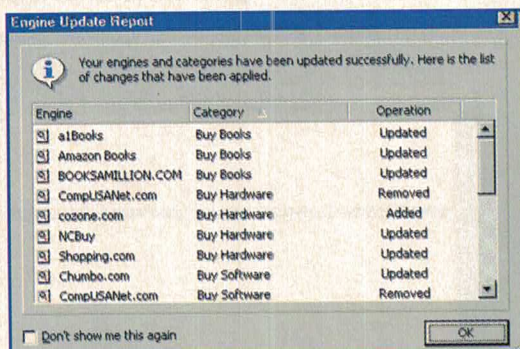 Engine Update Report
Your engines and categories have been updated successfully. Here is the list
of changes that have been applied.
Engine Category Operation
a1Books Buy Books Updated
Amazon Books Buy Books Updated
BOOKSAMILLION.COM Buy Books Updated
CompUSANet.com Buy Hardware Removed
cozone.com Buy Hardware Added
NCBuy Buy Hardware Updated
Shopping.com Buy Hardware Updated
Chumbo.com Buy Software Updated
CompUSANet.com Buy Software Removed
Don't show me this again
OK